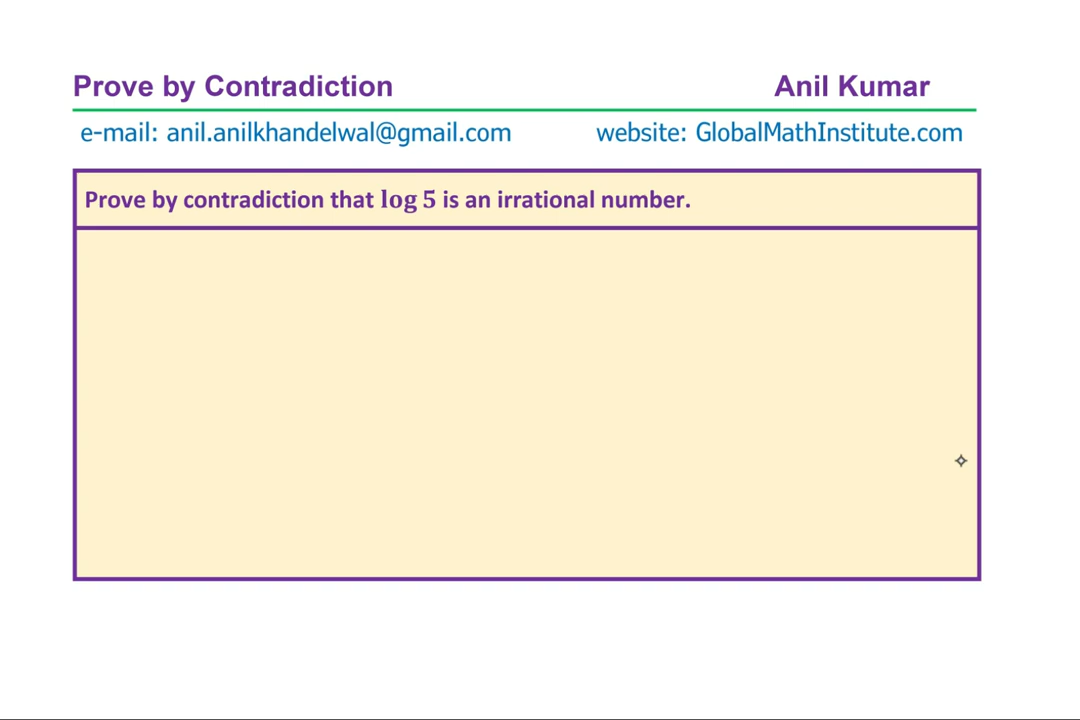 Prove by Contradiction Anil Kumar
e-mail: anil.anilkhandelwal@gmail.com website: GlobalMathInstitute.com
Prove by contradiction that log 5 is an irrational number.